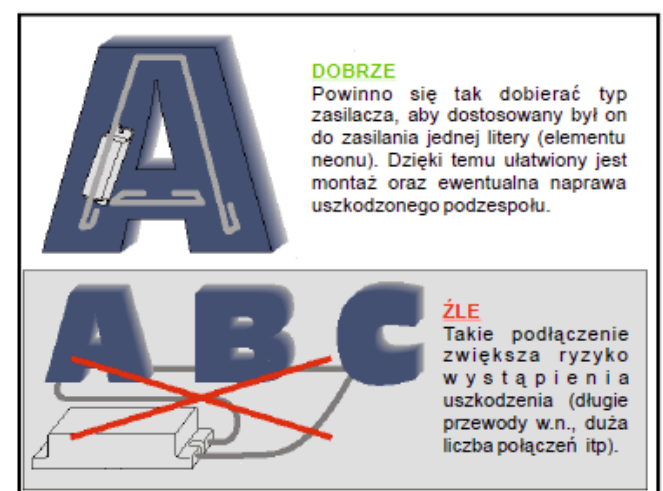 DOBRZE
Powinno się tak dobierać typ
zasilacza, aby dostosowany był on
do zasilania jednej litery (elementu
neonu). Dzięki temu ułatwiony jest
montaż oraz ewentualna naprawa
uszkodzonego podzespołu.
A
A B C
ŹLE
Takie podłączenie
zwiększa ryzyko
wystąpienia
uszkodzenia (długie
przewody w.n., duża
liczba połączeń itp).